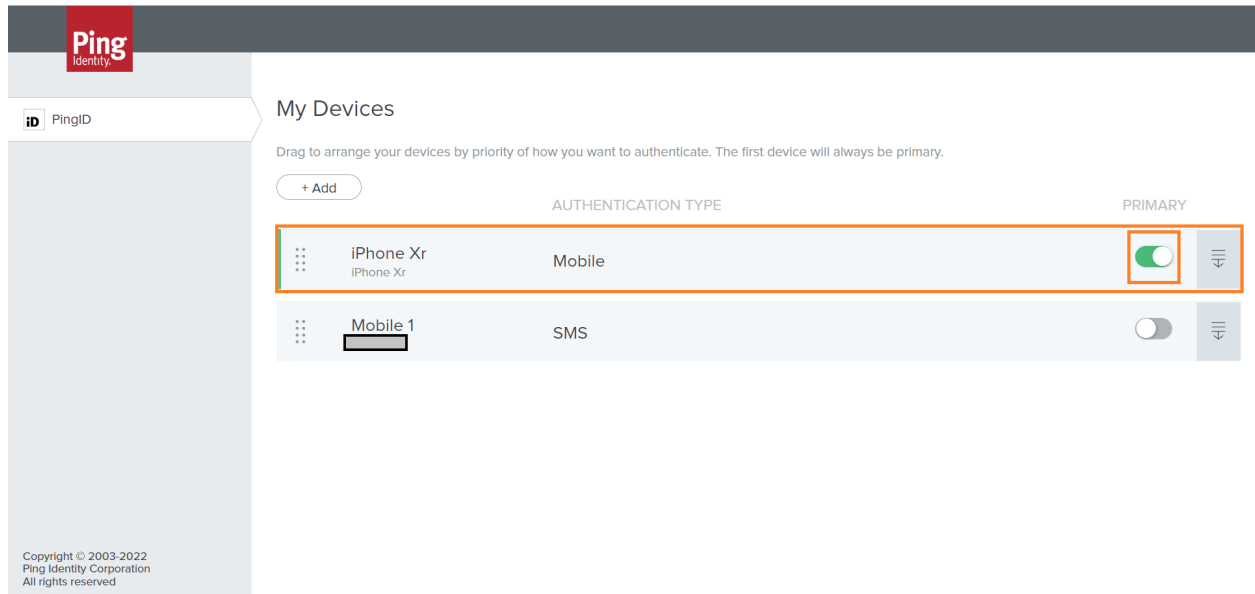 Ping
Identity.
iD PingID
My Devices
Drag to arrange your devices by priority of how you want to authenticate. The first device will always be primary.
+ Add
AUTHENTICATION TYPE PRIMARY
iPhone Xr
iPhone Xr
Mobile
Mobile 1
SMS
Copyright © 2003-2022
Ping Identity Corporation
All rights reserved